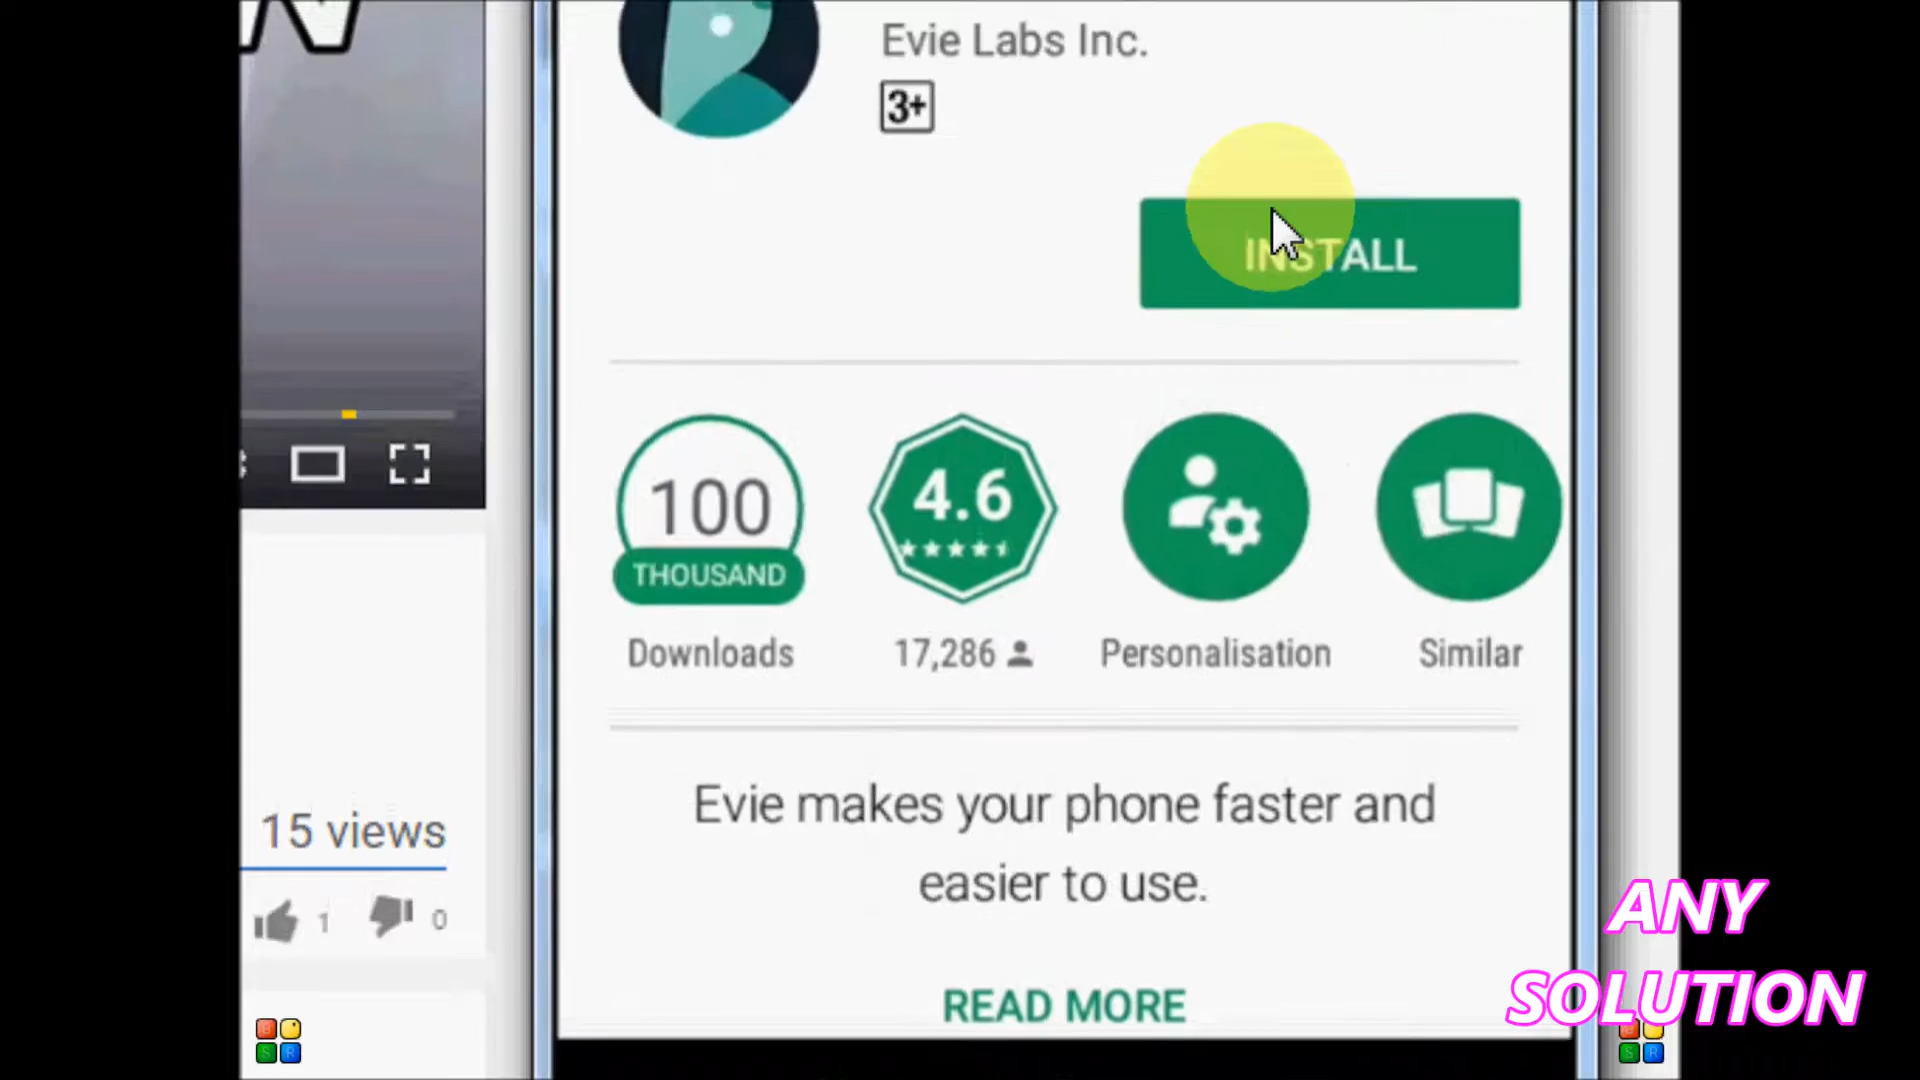 Evie Labs Inc.
3+
INSTALL
100
THOUSAND
4.6
Downloads
17,286
Personalisation
Similar
Evie makes your phone faster and
easier to use.
READ MORE
15 views
1
0
ANY
SOLUTION